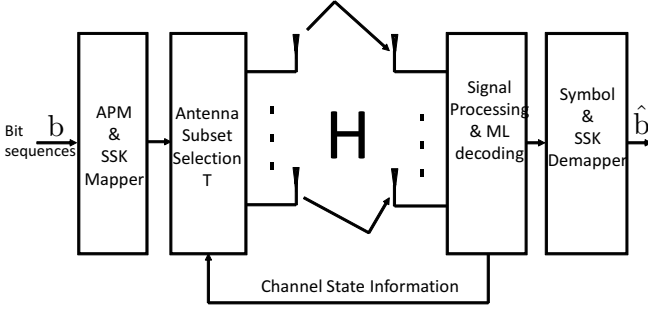 Bit
sequences
b
APM
&
SSK
Mapper
Antenna
Subset
Selection
T
H
Signal
Processing
& ML
decoding
Symbol
&
SSK
Demapper
b̂
Channel State Information